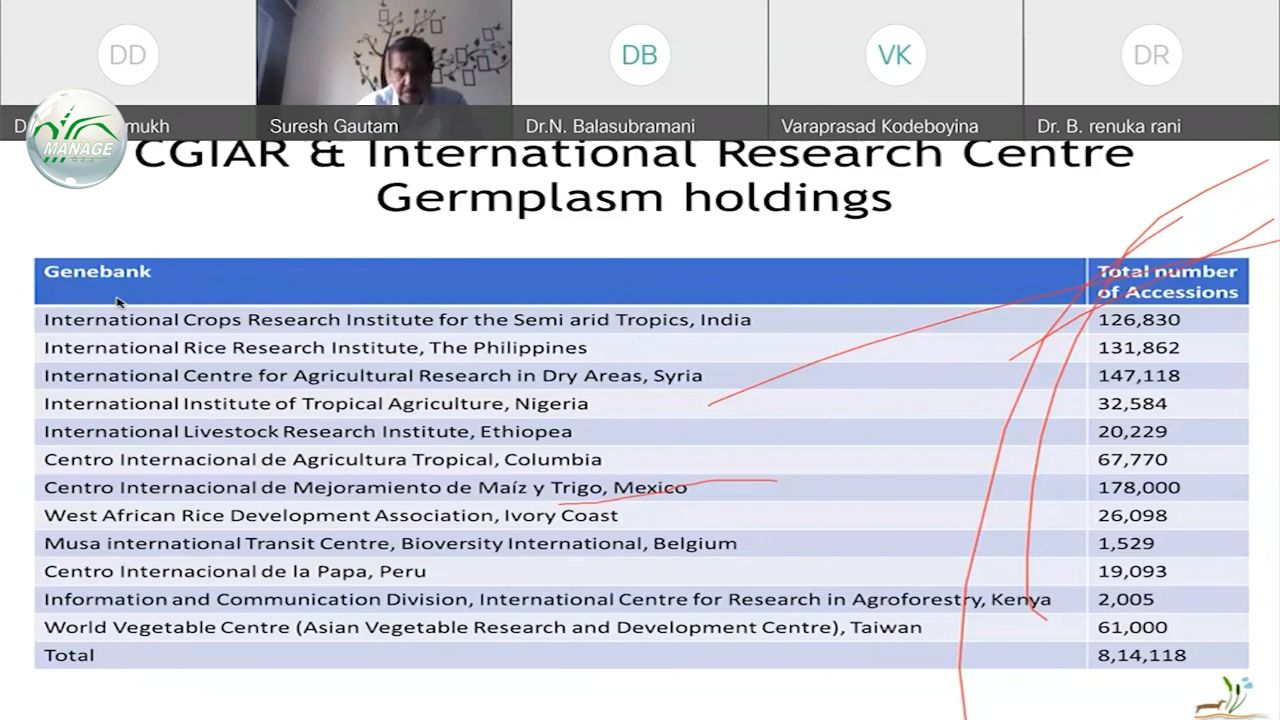 DD
DB
VK
DR
D
mukh
Suresh Gautam
Dr.N. Balasubramani
Varaprasad Kodeboyina
Dr. B. renuka rani
MANAGE
मैनेज
CGIAR & International Research Centre
Germplasm holdings
Genebank
Total number
of Accessions
International Crops Research Institute for the Semi arid Tropics, India 126,830
International Rice Research Institute, The Philippines 131,862
International Centre for Agricultural Research in Dry Areas, Syria 147,118
International Institute of Tropical Agriculture, Nigeria 32,584
International Livestock Research Institute, Ethiopea 20,229
Centro Internacional de Agricultura Tropical, Columbia 67,770
Centro Internacional de Mejoramiento de Maíz y Trigo, Mexico 178,000
West African Rice Development Association, Ivory Coast 26,098
Musa international Transit Centre, Bioversity International, Belgium 1,529
Centro Internacional de la Papa, Peru 19,093
Information and Communication Division, International Centre for Research in Agroforestry, Kenya 2,005
World Vegetable Centre (Asian Vegetable Research and Development Centre), Taiwan 61,000
Total 8,14,118